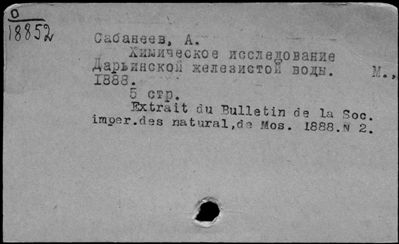 O
18852
Сабанеев, А.
Химическое исследование
Дарьинской железистой воды. М.,
1888.
5 стр.
Extrait du Bulletin de la Soc.
imper.des natural,de Mos. 1888.N 2.